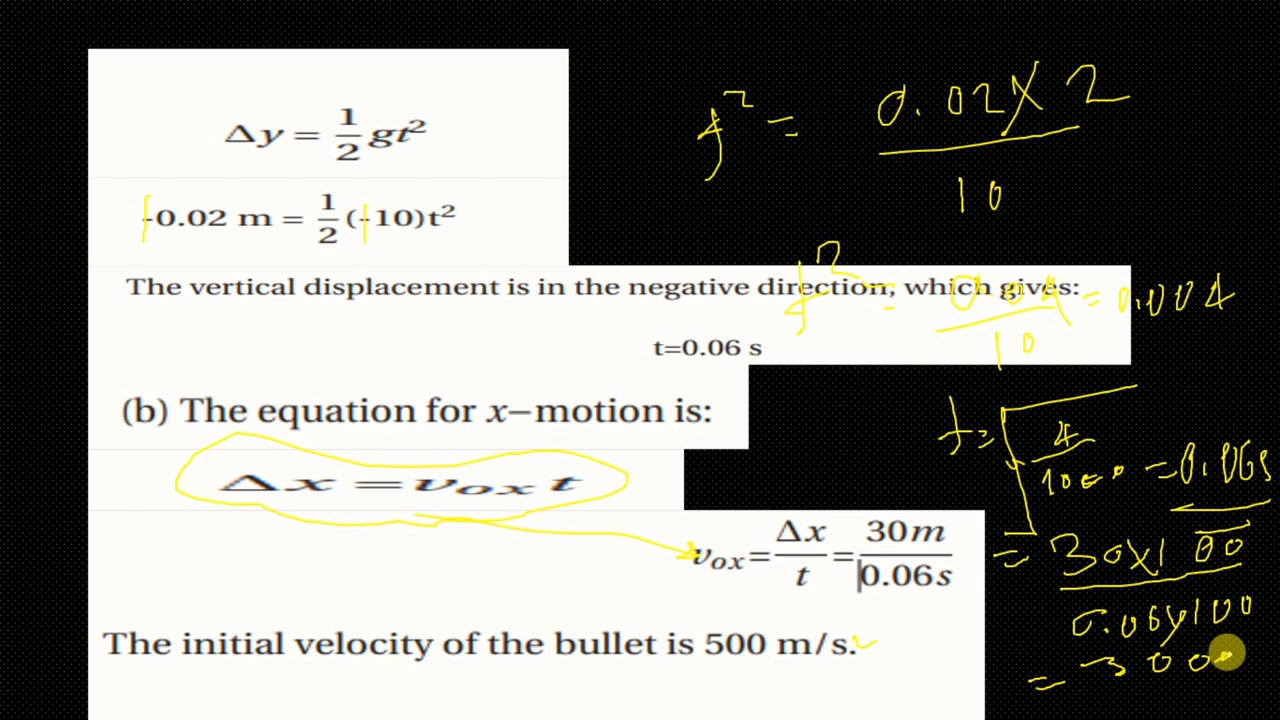 Δy = 1/2 gt²
-0.02 m = 1/2 (-10)t²
The vertical displacement is in the negative direction, which gives:
t=0.06 s
(b) The equation for x−motion is:
Δx = v₀ₓ t
v₀ₓ = Δx/t = 30m/0.06s
The initial velocity of the bullet is 500 m/s.
t² = 0.02 × 2 / 10
t² = 0.04 / 10 = 0.004
t = √(4/1000) = 0.06s
= 30×100 / 0.06×100
= 300